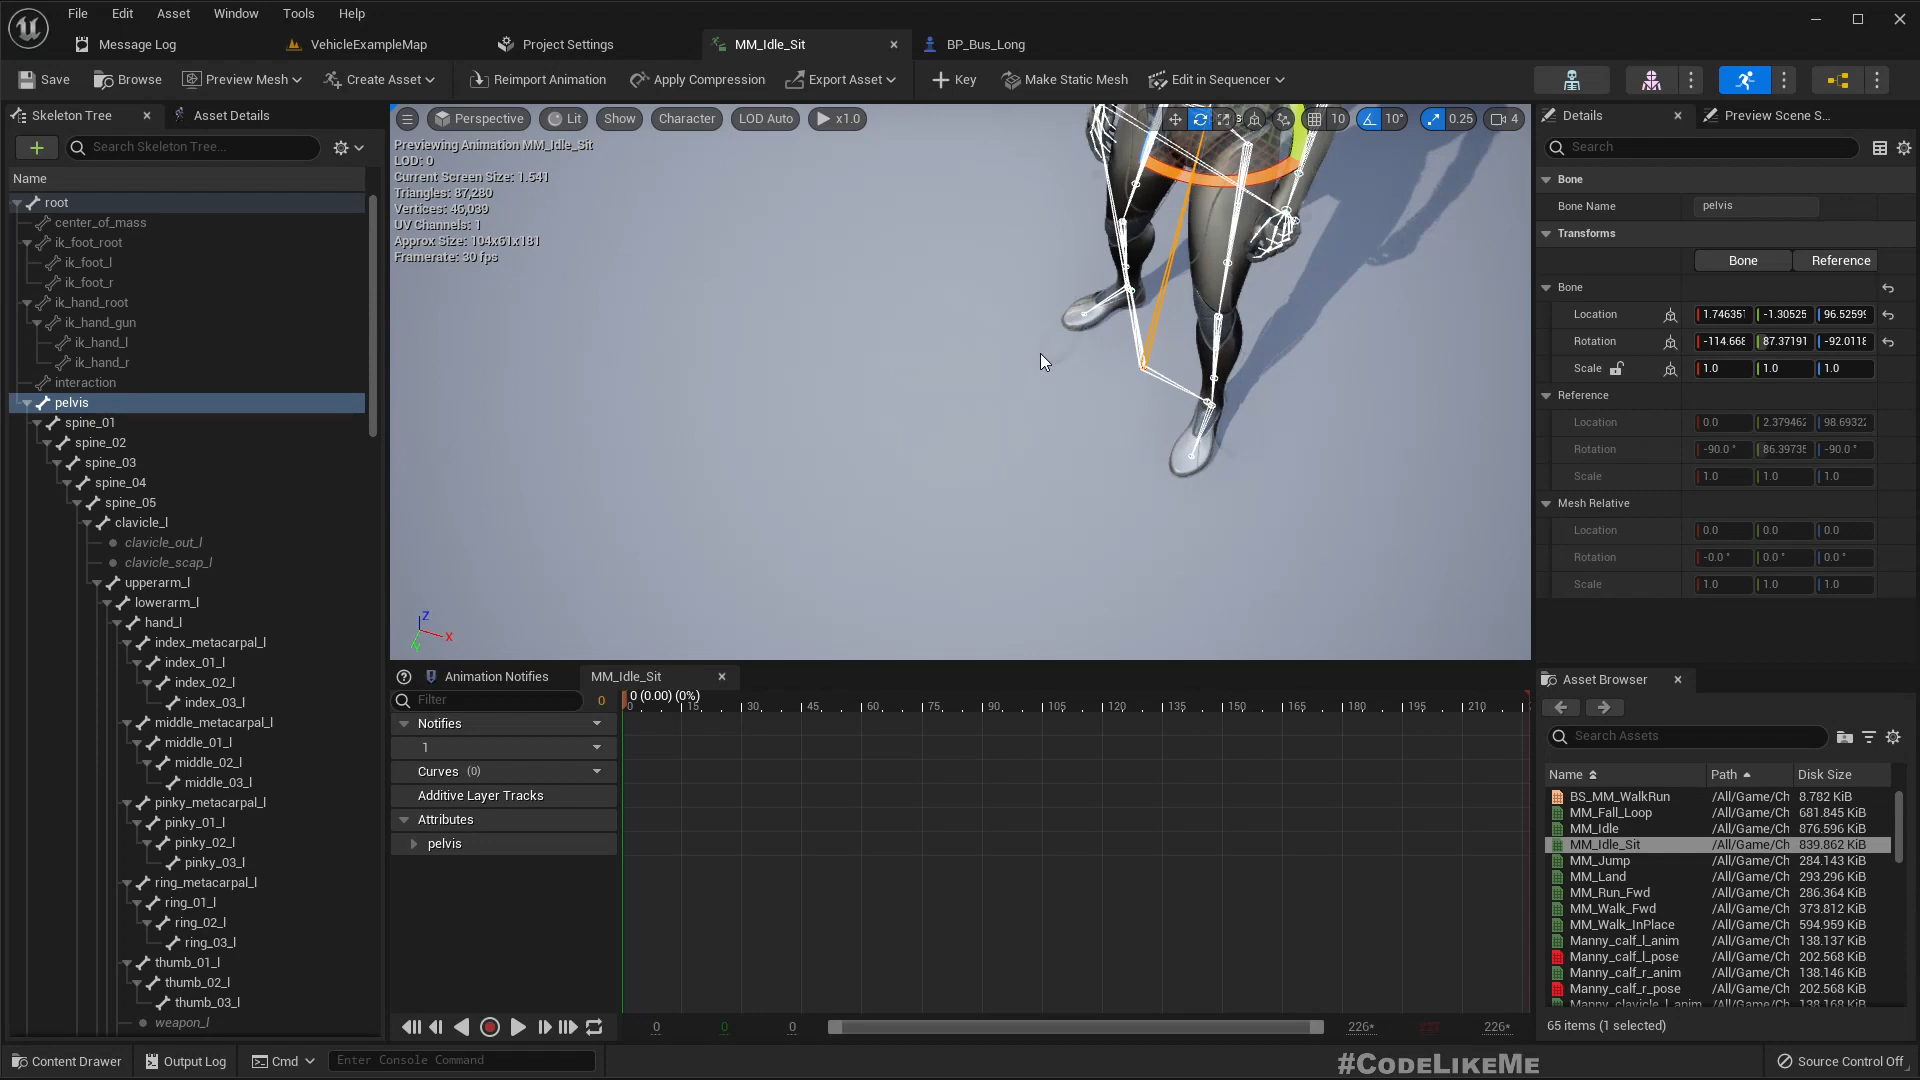 File Edit Asset Window Tools Help
Message Log VehicleExampleMap Project Settings MM_Idle_Sit BP_Bus_Long
Save Browse Preview Mesh Create Asset Reimport Animation Apply Compression Export Asset Key Make Static Mesh Edit in Sequencer
Skeleton Tree Asset Details
Search Skeleton Tree...
Name
root
center_of_mass
ik_foot_root
ik_foot_l
ik_foot_r
ik_hand_root
ik_hand_gun
ik_hand_l
ik_hand_r
interaction
pelvis
spine_01
spine_02
spine_03
spine_04
spine_05
clavicle_l
clavicle_out_l
clavicle_scap_l
upperarm_l
lowerarm_l
hand_l
index_metacarpal_l
index_01_l
index_02_l
index_03_l
middle_metacarpal_l
middle_01_l
middle_02_l
middle_03_l
pinky_metacarpal_l
pinky_01_l
pinky_02_l
pinky_03_l
ring_metacarpal_l
ring_01_l
ring_02_l
ring_03_l
thumb_01_l
thumb_02_l
thumb_03_l
weapon_l
Perspective Lit Show Character LOD Auto x1.0 10 10° 0.25 4
Previewing Animation MM_Idle_Sit
LOD: 0
Current Screen Size: 1.541
Triangles: 87,280
Vertices: 46,039
UV Channels: 1
Approx Size: 104x61x181
Framerate: 30 fps
Z
X
Y
Animation Notifies MM_Idle_Sit
Filter 0 0 (0.00) (0%)
0 15 30 45 60 75 90 105 120 135 150 165 180 195 210
Notifies
1
Curves (0)
Additive Layer Tracks
Attributes
pelvis
0 0 0 226* 227 226*
Details Preview Scene S...
Search
Bone
Bone Name pelvis
Transforms
Bone Reference
Bone
Location 1.746351 -1.30525 96.52599
Rotation -114.668 87.37191 -92.0118
Scale 1.0 1.0 1.0
Reference
Location 0.0 2.379462 98.69322
Rotation -90.0 ° 86.39735 -90.0 °
Scale 1.0 1.0 1.0
Mesh Relative
Location 0.0 0.0 0.0
Rotation -0.0 ° 0.0 ° 0.0 °
Scale 1.0 1.0 1.0
Asset Browser
Search Assets
Name Path Disk Size
BS_MM_WalkRun /All/Game/Ch 8.782 KiB
MM_Fall_Loop /All/Game/Ch 681.845 KiB
MM_Idle /All/Game/Ch 876.596 KiB
MM_Idle_Sit /All/Game/Ch 839.862 KiB
MM_Jump /All/Game/Ch 284.143 KiB
MM_Land /All/Game/Ch 293.296 KiB
MM_Run_Fwd /All/Game/Ch 286.364 KiB
MM_Walk_Fwd /All/Game/Ch 373.812 KiB
MM_Walk_InPlace /All/Game/Ch 594.959 KiB
Manny_calf_l_anim /All/Game/Ch 138.137 KiB
Manny_calf_l_pose /All/Game/Ch 202.568 KiB
Manny_calf_r_anim /All/Game/Ch 138.146 KiB
Manny_calf_r_pose /All/Game/Ch 202.568 KiB
Manny_clavicle_l_anim /All/Game/Ch 138.168 KiB
65 items (1 selected)
Content Drawer Output Log Cmd Enter Console Command #CODELIKEME Source Control Off